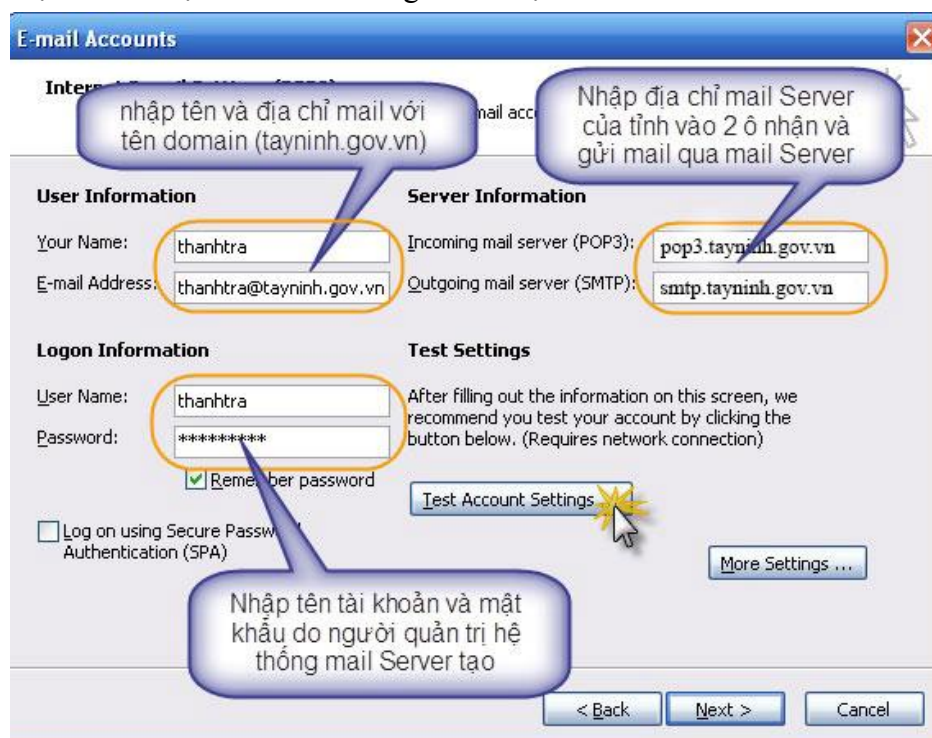 E-mail Accounts
nhập tên và địa chỉ mail với
tên domain (tayninh.gov.vn)
Nhập địa chỉ mail Server
của tỉnh vào 2 ô nhận và
gửi mail qua mail Server
User Information
Your Name: thanhtra
E-mail Address: thanhtra@tayninh.gov.vn
Server Information
Incoming mail server (POP3): pop3.tayninh.gov.vn
Outgoing mail server (SMTP): smtp.tayninh.gov.vn
Logon Information
User Name: thanhtra
Password: *********
Remember password
Log on using Secure Password
Authentication (SPA)
Test Settings
After filling out the information on this screen, we
recommend you test your account by clicking the
button below. (Requires network connection)
Test Account Settings ...
More Settings ...
Nhập tên tài khoản và mật
khẩu do người quản trị hệ
thống mail Server tạo
< Back
Next >
Cancel